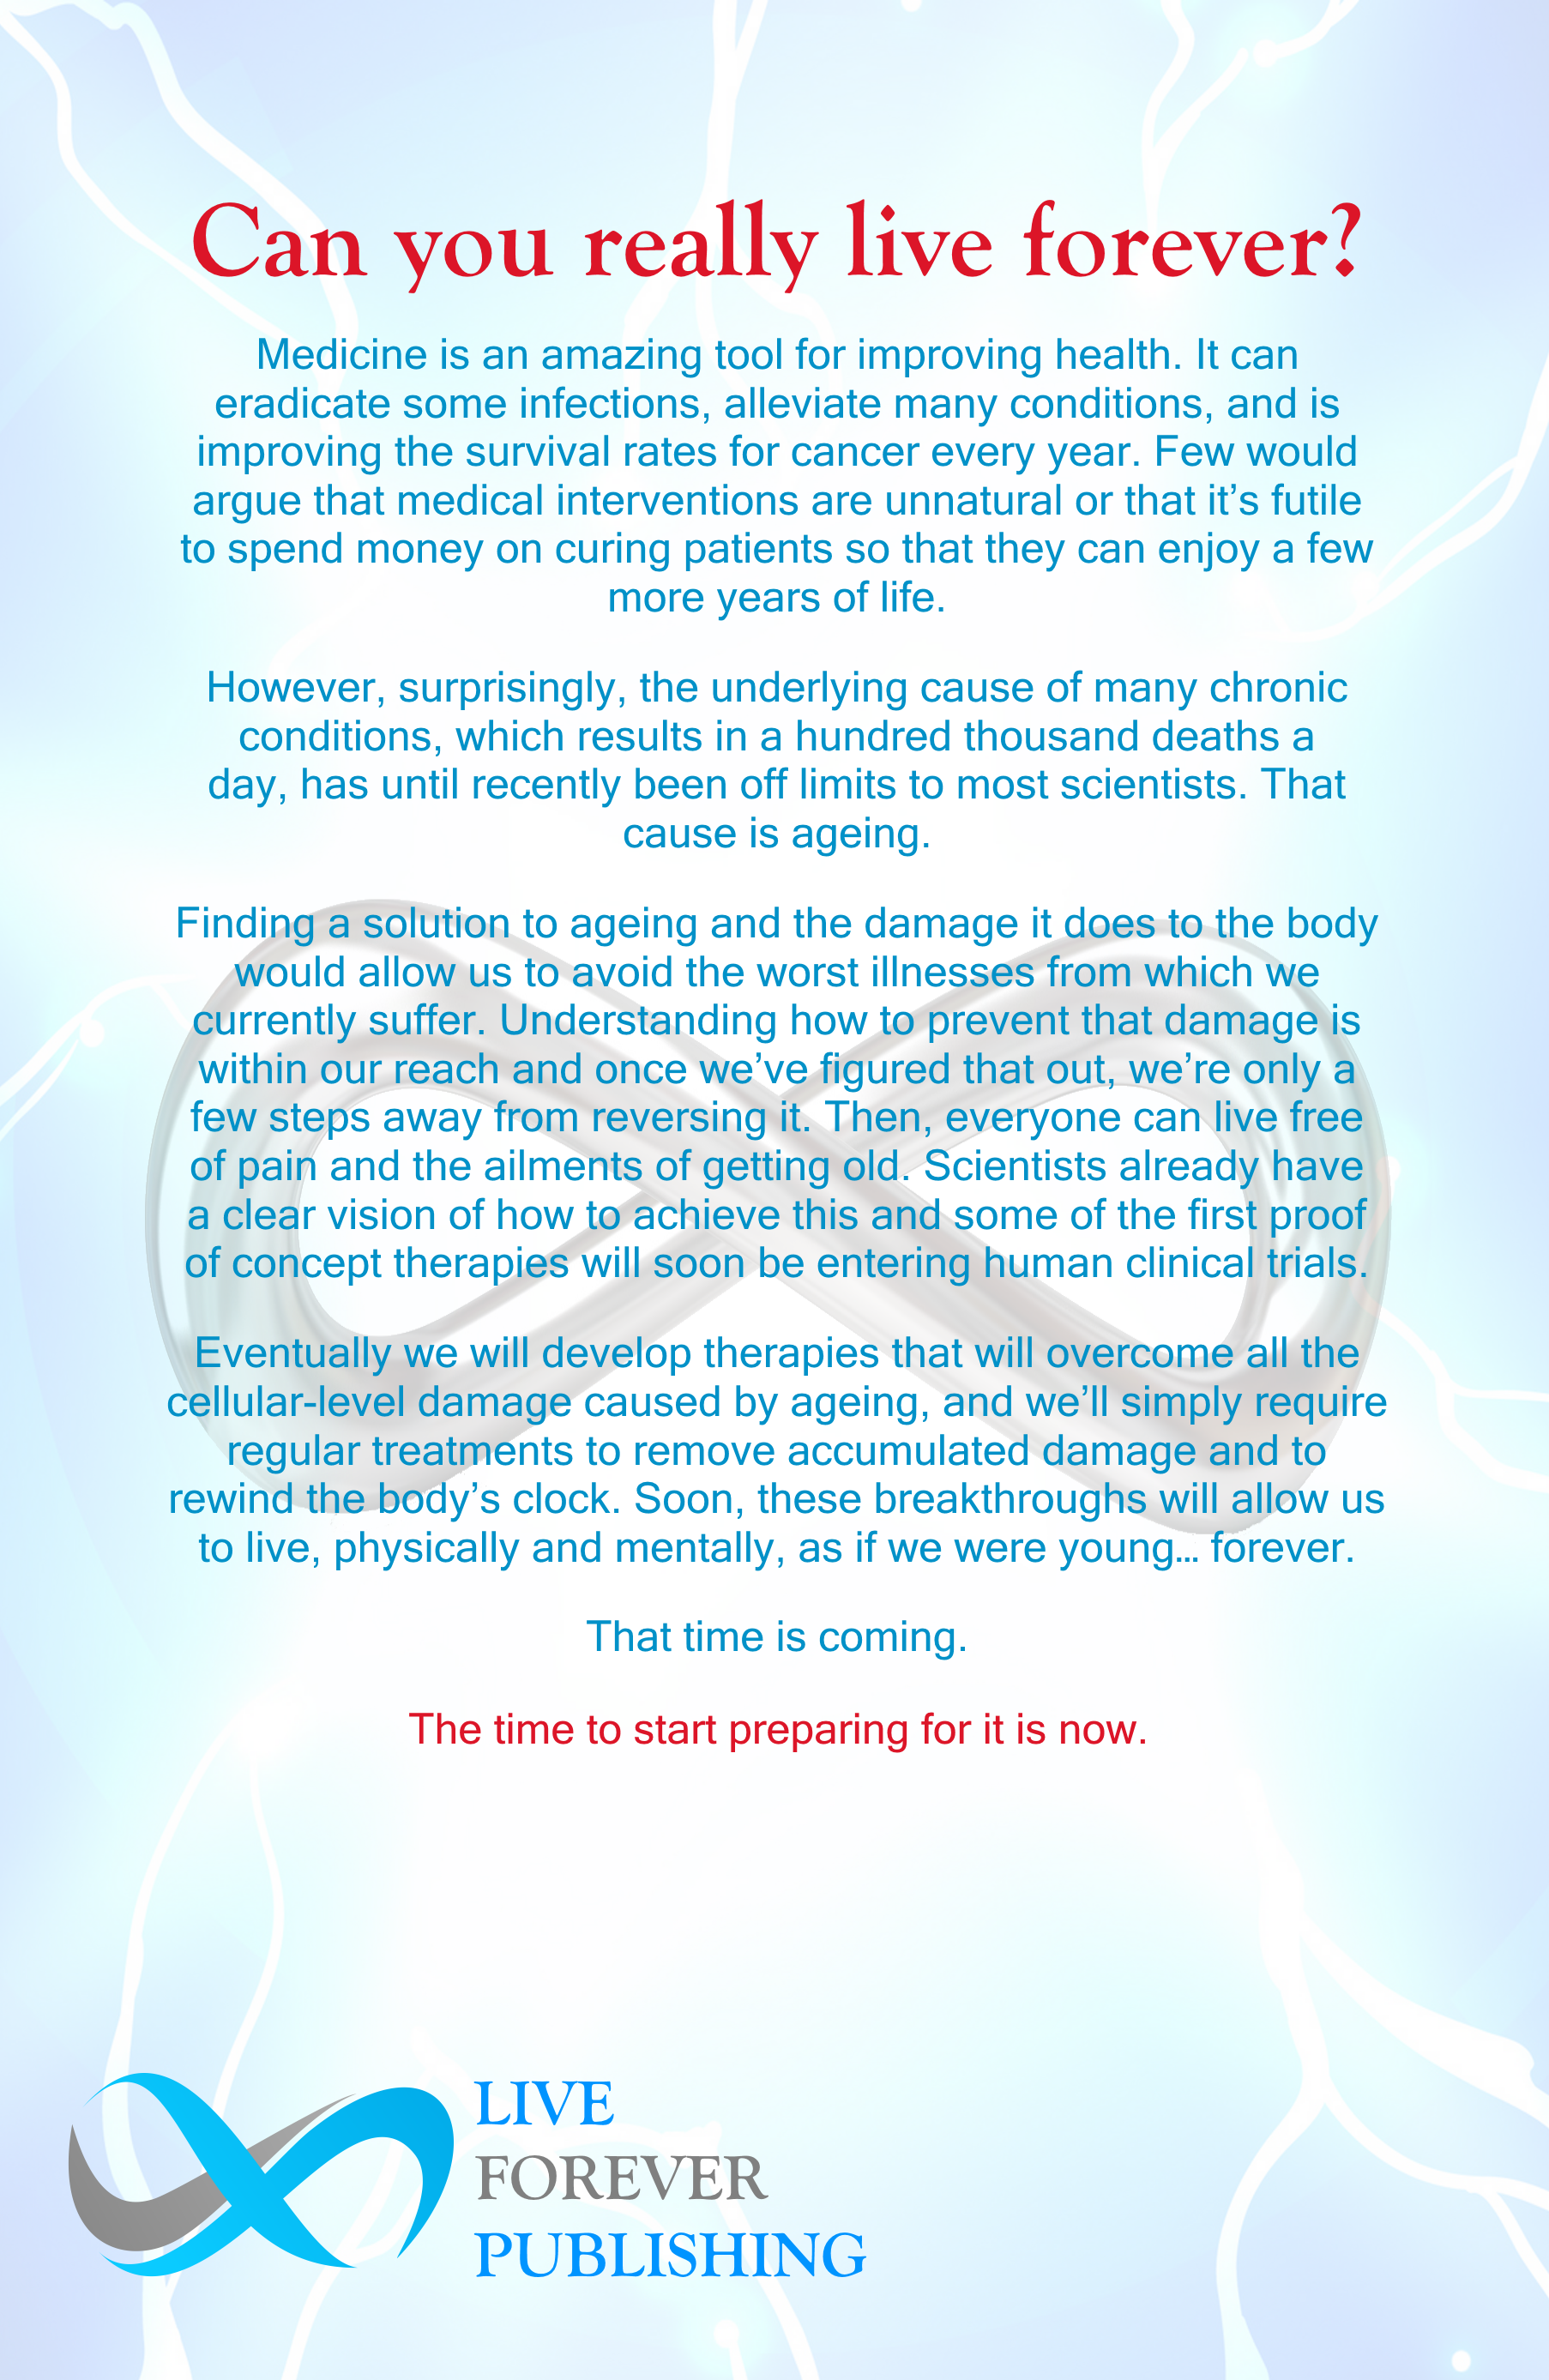 Can you really live forever?
Medicine is an amazing tool for improving health. It can
eradicate some infections, alleviate many conditions, and is
improving the survival rates for cancer every year. Few would
argue that medical interventions are unnatural or that it’s futile
to spend money on curing patients so that they can enjoy a few
more years of life.
However, surprisingly, the underlying cause of many chronic
conditions, which results in a hundred thousand deaths a
day, has until recently been off limits to most scientists. That
cause is ageing.
Finding a solution to ageing and the damage it does to the body
would allow us to avoid the worst illnesses from which we
currently suffer. Understanding how to prevent that damage is
within our reach and once we’ve figured that out, we’re only a
few steps away from reversing it. Then, everyone can live free
of pain and the ailments of getting old. Scientists already have
a clear vision of how to achieve this and some of the first proof
of concept therapies will soon be entering human clinical trials.
Eventually we will develop therapies that will overcome all the
cellular-level damage caused by ageing, and we’ll simply require
regular treatments to remove accumulated damage and to
rewind the body’s clock. Soon, these breakthroughs will allow us
to live, physically and mentally, as if we were young... forever.
That time is coming.
The time to start preparing for it is now.
LIVE
FOREVER
PUBLISHING